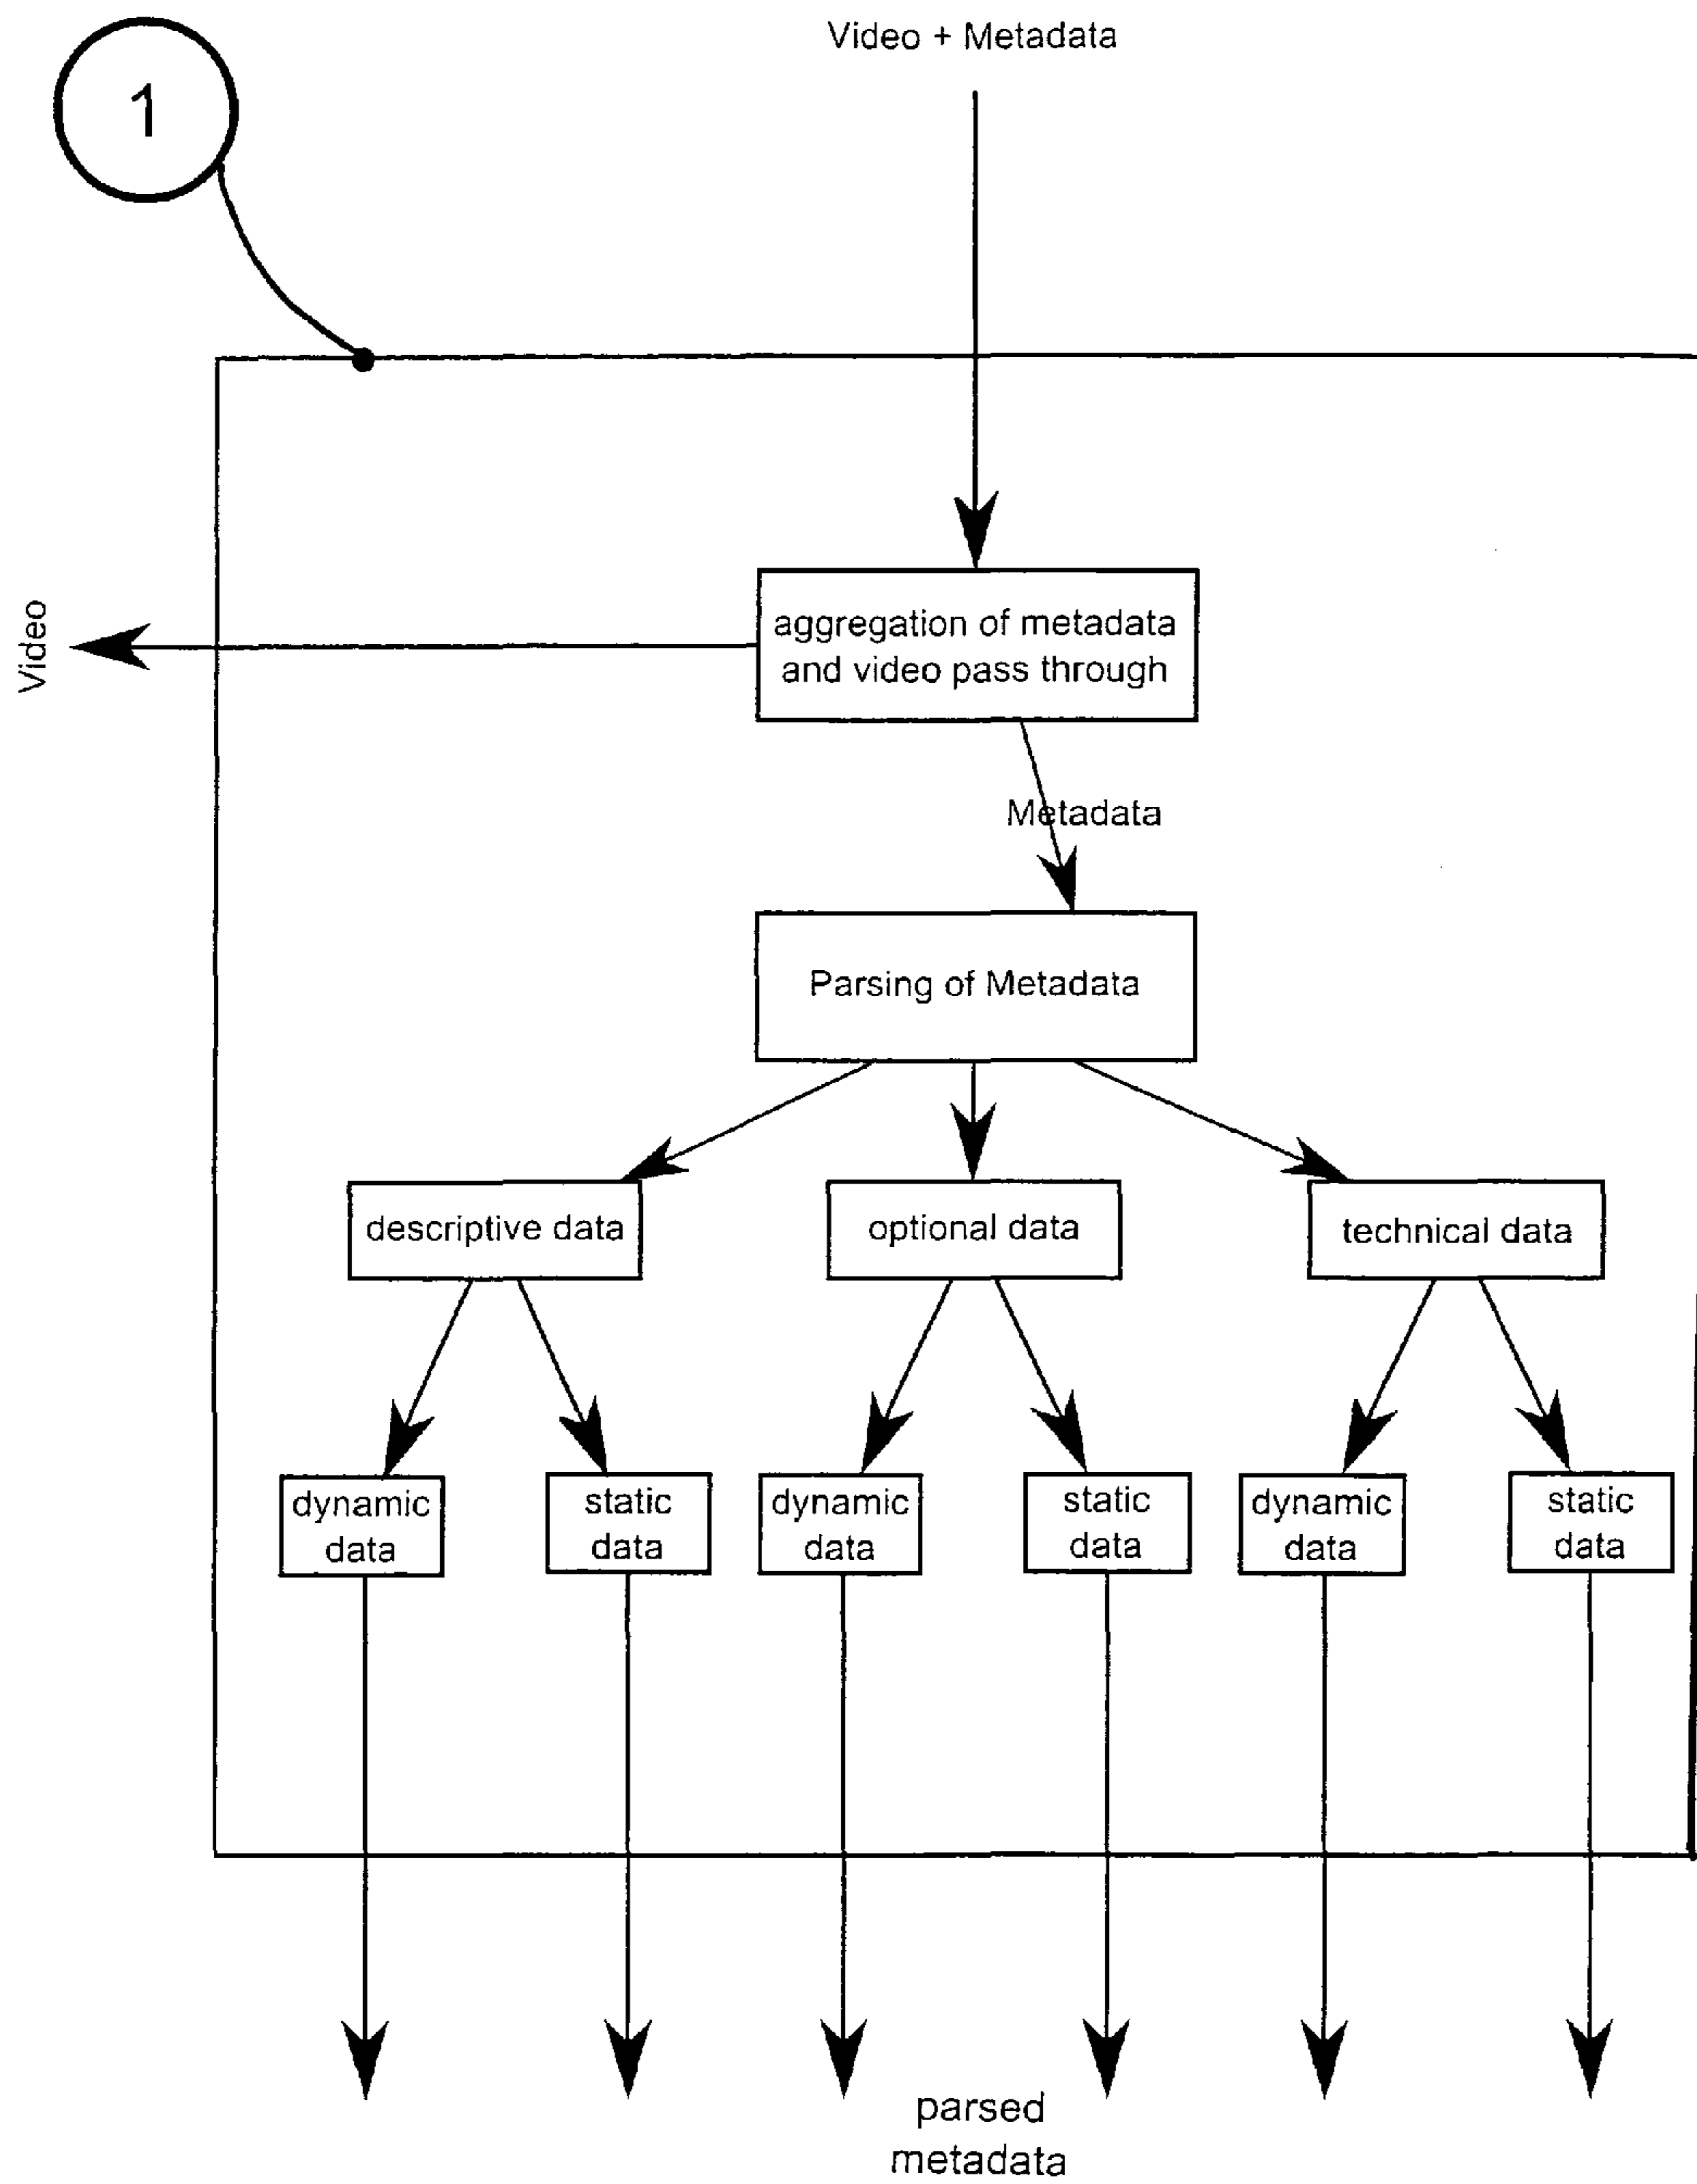 Video + Metadata
1
Video
aggregation of metadata
and video pass through
Metadata
Parsing of Metadata
descriptive data
optional data
technical data
dynamic
data
static
data
dynamic
data
static
data
dynamic
data
static
data
parsed
metadata